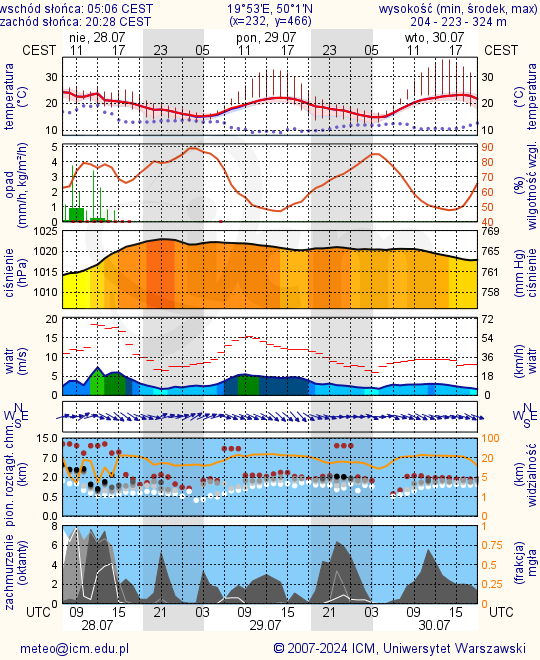 wschód słońca: 05:06 CEST 19°53'E, 50°1'N wysokość (min, środek, max)
zachód słońca: 20:28 CEST (x=232, y=466) 204 - 223 - 324 m
nie, 28.07 pon, 29.07 wto, 30.07
CEST 11 17 23 05 11 17 23 05 11 17 CEST
temperatura (°C)
30 30
20 20
10 10
temperatura (°C)
opad (mm/h, kg/m²/h)
5 90
4 80
3 70
2 60
1 50
0 40
(%) wilgotność wzgl.
ciśnienie (hPa)
1025 769
1020 765
1015 761
1010 758
(mm Hg) ciśnienie
wiatr (m/s)
20 72
15 54
10 36
5 18
0 0
(km/h) wiatr
N N
W E W E
S S
pion. rozciągł. chm. (km)
15.0 100
7.0 20
2.0 5
0.5 1
0.0 0
(km) widzialność
zachmurzenie (oktanty)
8 1
6 0.75
4 0.5
2 0.25
0 0
(frakcja) mgła
UTC 09 15 21 03 09 15 21 03 09 15 UTC
28.07 29.07 30.07
meteo@icm.edu.pl © 2007-2024 ICM, Uniwersytet Warszawski